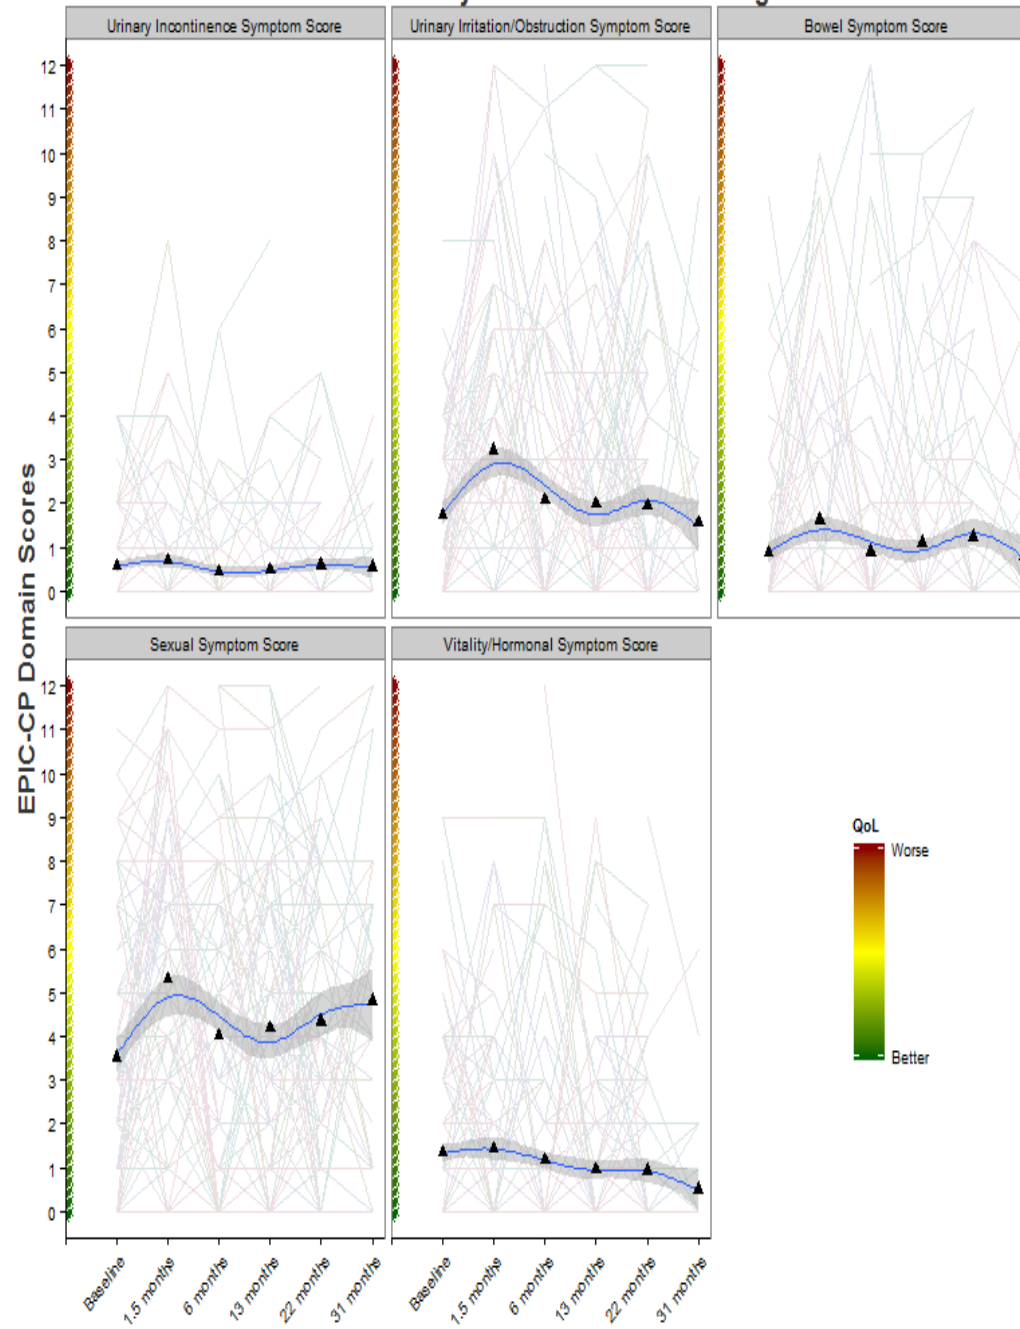 Urinary Incontinence Symptom Score
Urinary Irritation/Obstruction Symptom Score
Bowel Symptom Score
12
11
10
9
8
7
6
5
4
3
2
1
0
EPIC-CP Domain Scores
Sexual Symptom Score
Vitality/Hormonal Symptom Score
12
11
10
9
8
7
6
5
4
3
2
1
0
QoL
Worse
Better
Baseline
1.5 months
6 months
13 months
22 months
31 months
Baseline
1.5 months
6 months
13 months
22 months
31 months